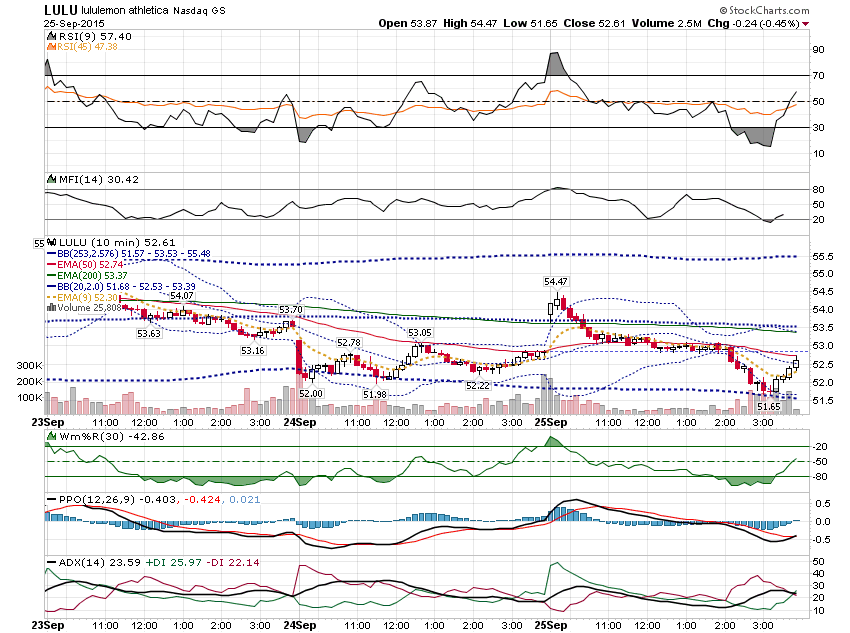 LULU lululemon athletica Nasdaq GS © StockCharts.com
25-Sep-2015 Open 53.87 High 54.47 Low 51.65 Close 52.61 Volume 2.5M Chg -0.24 (-0.45%)
RSI(9) 57.40
RSI(45) 47.38
90
70
50
30
10
MFI(14) 30.42
80
50
20
LULU (10 min) 52.61
BB(253,2.576) 51.57 - 53.53 - 55.48
EMA(50) 52.74
EMA(200) 53.37
BB(20,2.0) 51.68 - 52.53 - 53.39
EMA(9) 52.30
Volume 25,808
55
300K
200K
100K
55.5
55.0
54.5
54.0
53.5
53.0
52.5
52.0
51.5
54.07
53.63
53.16
53.70
52.00
52.78
51.98
53.05
52.22
54.47
51.65
23Sep 11:00 12:00 1:00 2:00 3:00 24Sep 11:00 12:00 1:00 2:00 3:00 25Sep 11:00 12:00 1:00 2:00 3:00
Wm%R(30) -42.86
-20
-50
-80
PPO(12,26,9) -0.403, -0.424, 0.021
0.5
0.0
-0.5
ADX(14) 23.59 +DI 25.97 -DI 22.14
50
40
30
20
10
23Sep 11:00 12:00 1:00 2:00 3:00 24Sep 11:00 12:00 1:00 2:00 3:00 25Sep 11:00 12:00 1:00 2:00 3:00